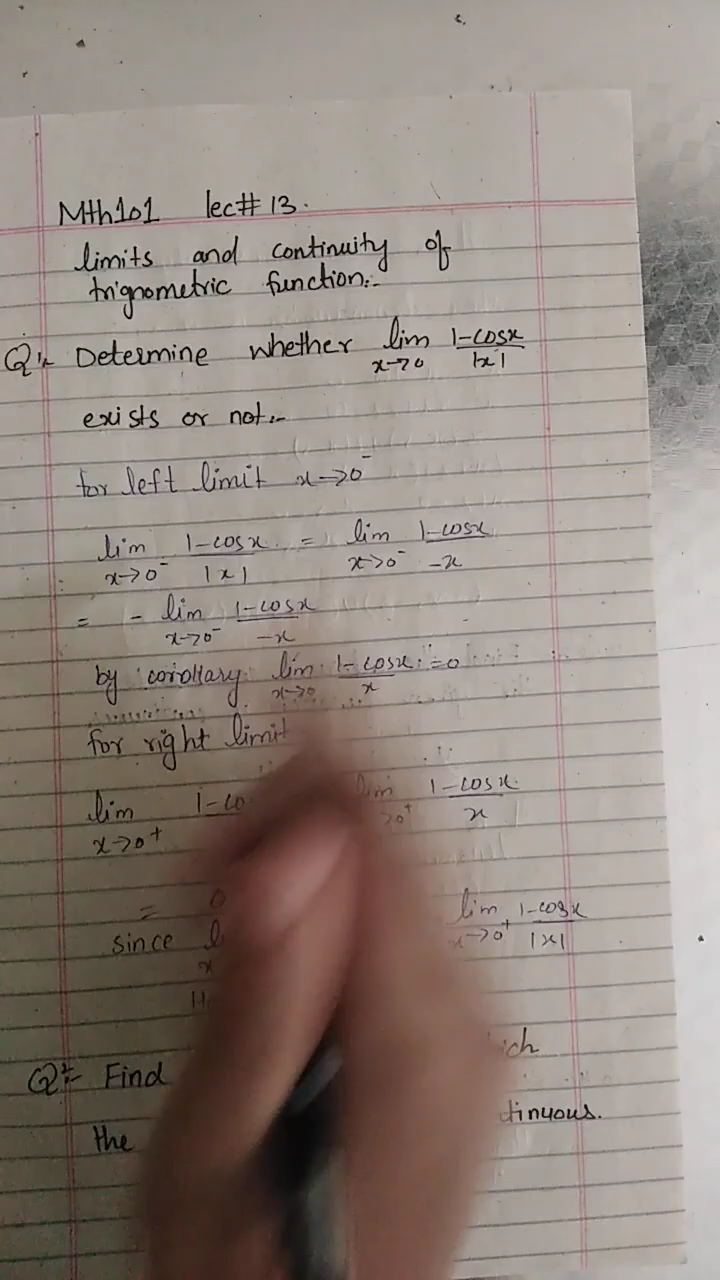 Mth101 lec# 13.
limits and continuity of
trignometric function:-
Q1:- Determine whether lim x→0 1-cosx/|x|
exists or not:-
for left limit x→0⁻
lim x→0⁻ 1-cosx/|x| = lim x→0⁻ 1-cosx/-x
= - lim x→0⁻ 1-cosx/-x
by corollary lim x→0 1-cosx/x = 0
for right limit
lim x→0⁺ 1-co lim →0⁺ 1-cosx/x
= 0
since lim x→0⁺ 1-cosx/|x|
Q2:- Find
the